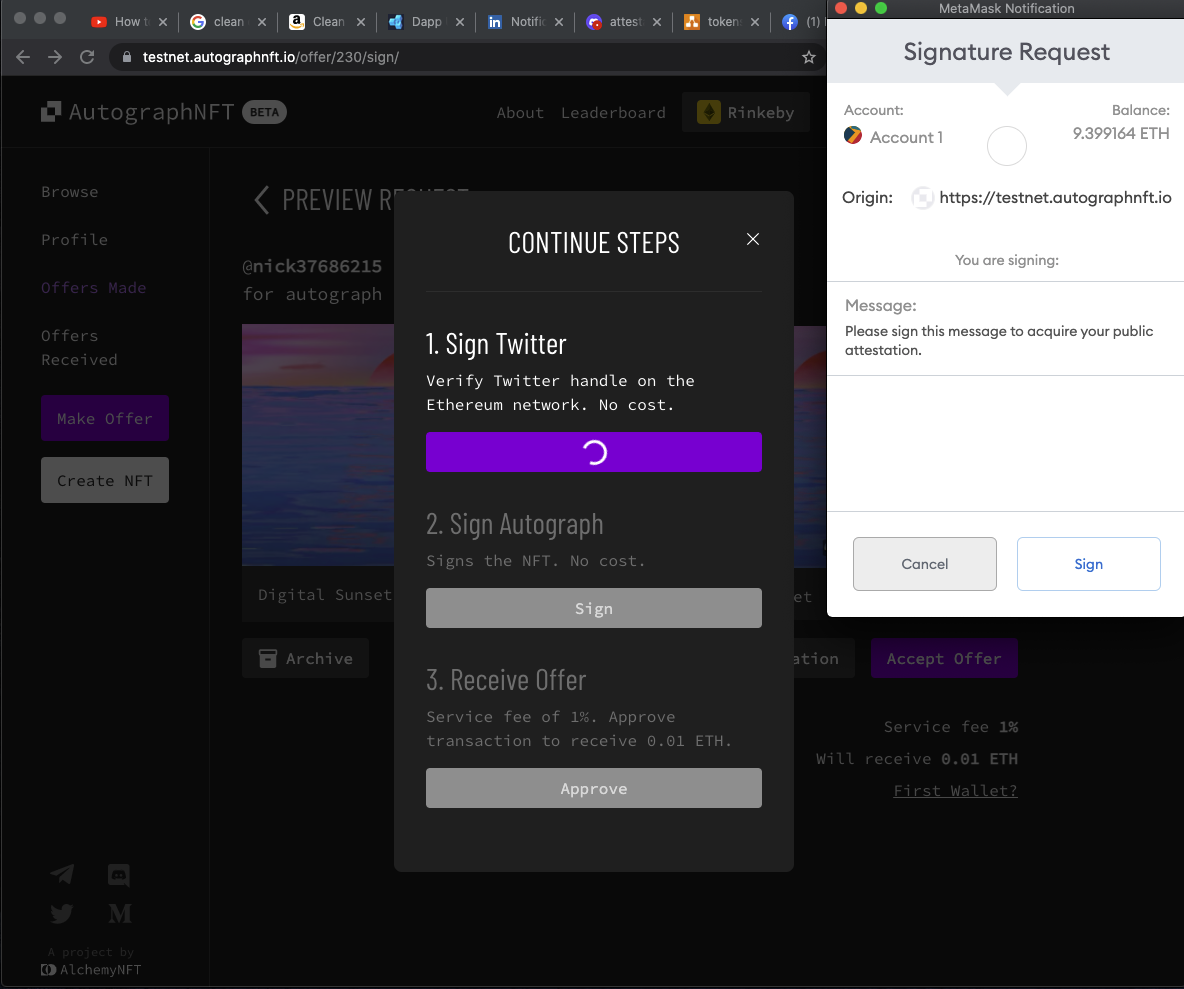 How t
clean
Clean
Dapp
Notific
attest
token
(1)
testnet.autographnft.io/offer/230/sign/
AutographNFT BETA
About
Leaderboard
Rinkeby
Browse
Profile
Offers Made
Offers
Received
Make Offer
Create NFT
PREVIEW REQUEST
@nick37686215
for autograph
Digital Sunset
et
Archive
ation
Accept Offer
Service fee 1%
Will receive 0.01 ETH
First Wallet?
CONTINUE STEPS
1. Sign Twitter
Verify Twitter handle on the
Ethereum network. No cost.
2. Sign Autograph
Signs the NFT. No cost.
Sign
3. Receive Offer
Service fee of 1%. Approve
transaction to receive 0.01 ETH.
Approve
A project by
AlchemyNFT
MetaMask Notification
Signature Request
Account:
Account 1
Balance:
9.399164 ETH
Origin:
https://testnet.autographnft.io
You are signing:
Message:
Please sign this message to acquire your public
attestation.
Cancel
Sign